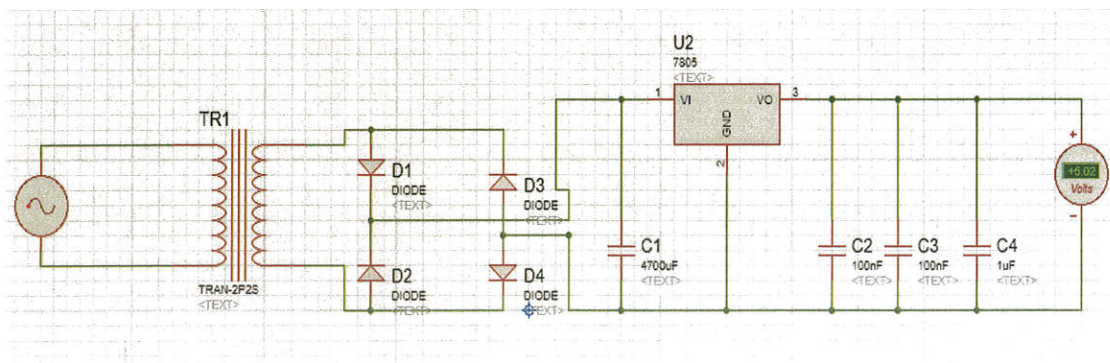 U2
7805
<TEXT>
1
VI
VO
3
GND
2
TR1
TRAN-2P2S
<TEXT>
D1
DIODE
<TEXT>
D3
DIODE
<TEXT>
D2
DIODE
<TEXT>
D4
DIODE
<TEXT>
C1
4700uF
<TEXT>
C2
100nF
<TEXT>
C3
100nF
<TEXT>
C4
1uF
<TEXT>
+
Volts
−